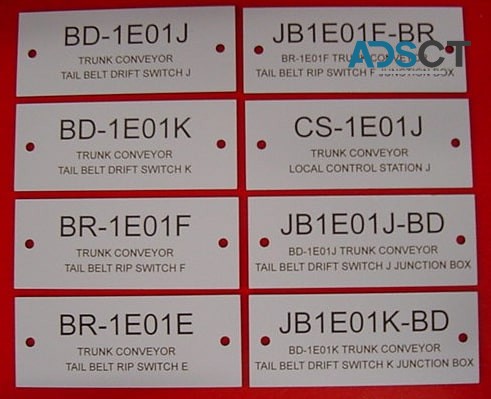 BD-1E01J
TRUNK CONVEYOR
TAIL BELT DRIFT SWITCH J
JB1E01F-BR
BR-1E01F TRUNK CONVEYOR
TAIL BELT RIP SWITCH F JUNCTION BOX
ADSCT
BD-1E01K
TRUNK CONVEYOR
TAIL BELT DRIFT SWITCH K
CS-1E01J
TRUNK CONVEYOR
LOCAL CONTROL STATION J
BR-1E01F
TRUNK CONVEYOR
TAIL BELT RIP SWITCH F
JB1E01J-BD
BD-1E01J TRUNK CONVEYOR
TAIL BELT DRIFT SWITCH J JUNCTION BOX
BR-1E01E
TRUNK CONVEYOR
TAIL BELT RIP SWITCH E
JB1E01K-BD
BD-1E01K TRUNK CONVEYOR
TAIL BELT DRIFT SWITCH K JUNCTION BOX